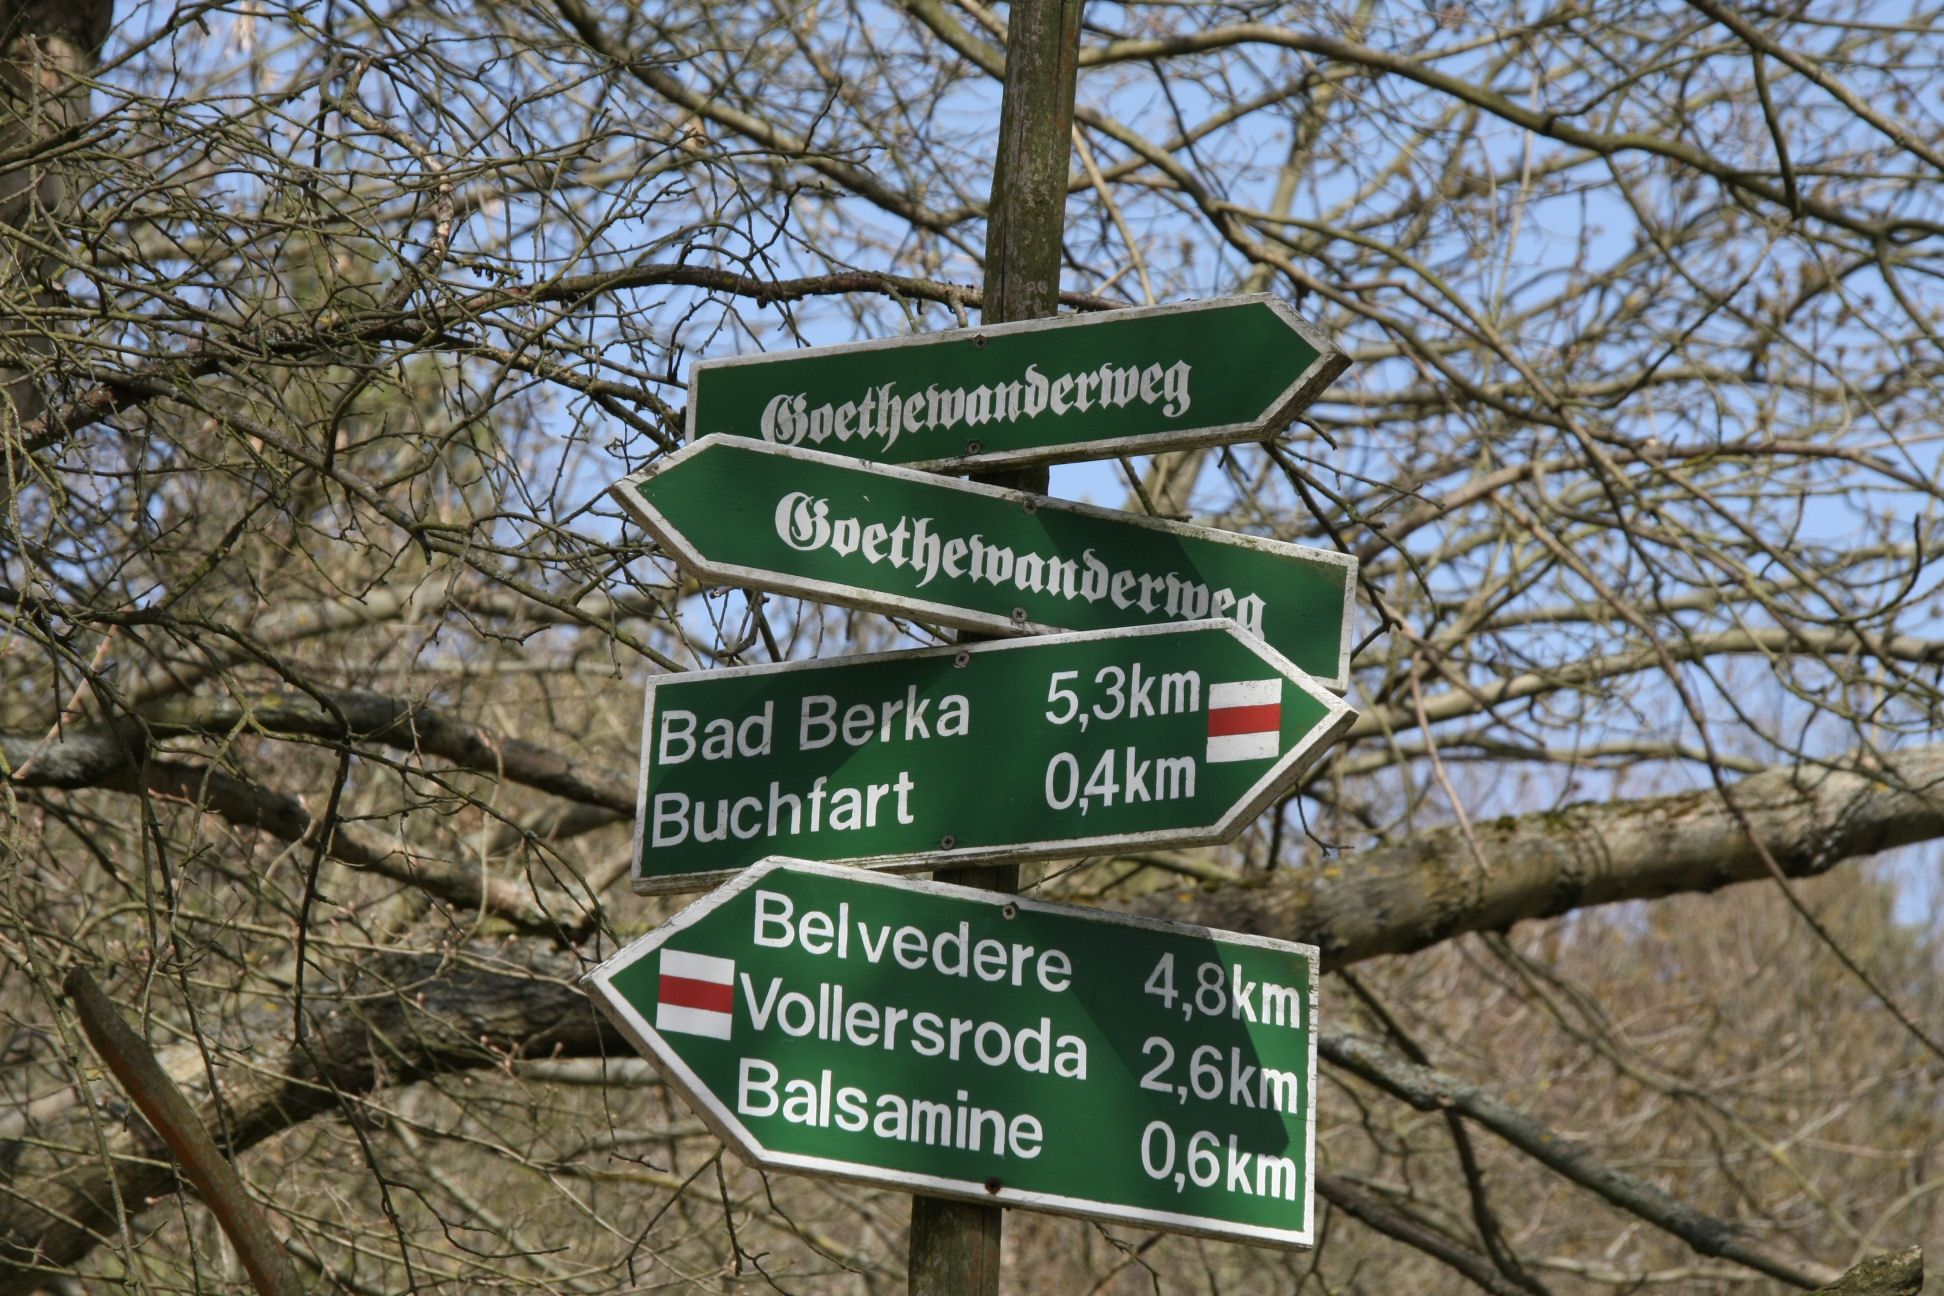 Goethewanderweg
Goethewanderweg
Bad Berka 5,3km
Buchfart 0,4km
Belvedere 4,8km
Vollersroda 2,6km
Balsamine 0,6km